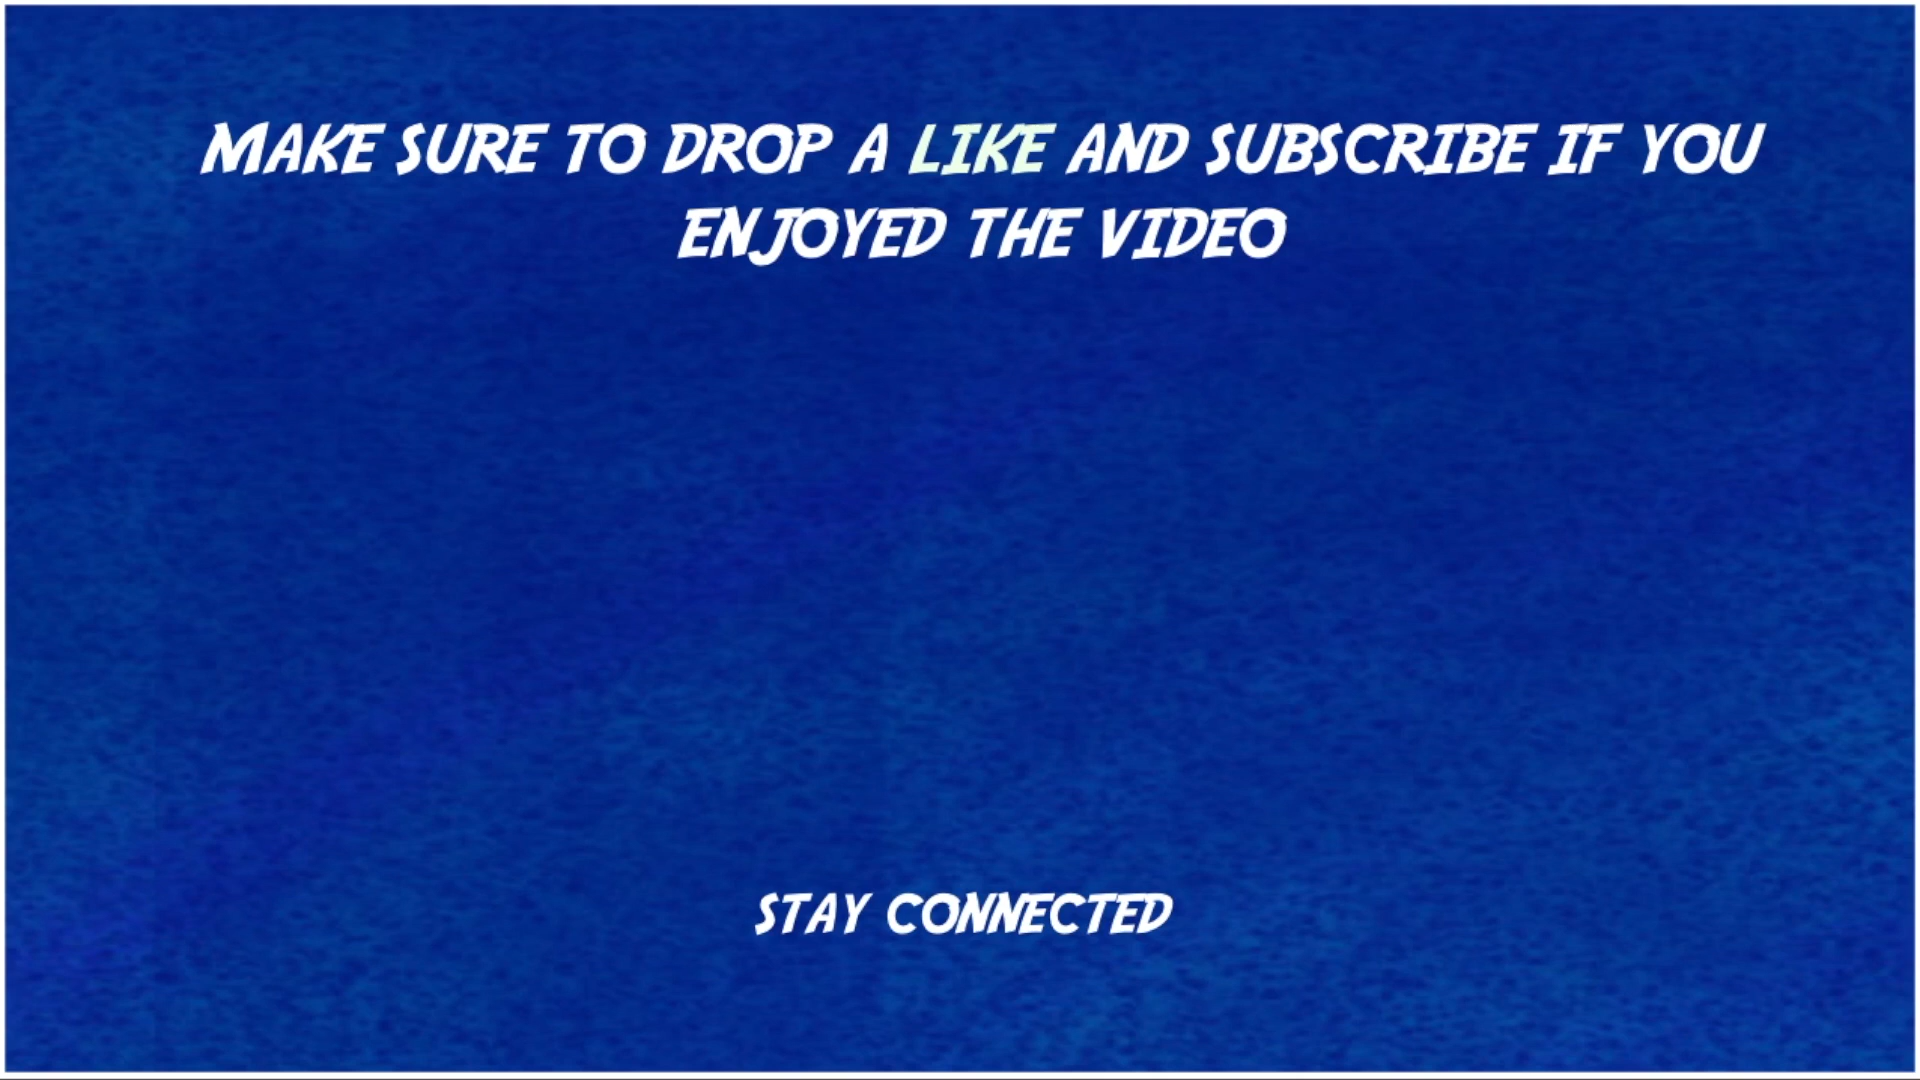 MAKE SURE TO DROP A LIKE AND SUBSCRIBE IF YOU
ENJOYED THE VIDEO
STAY CONNECTED